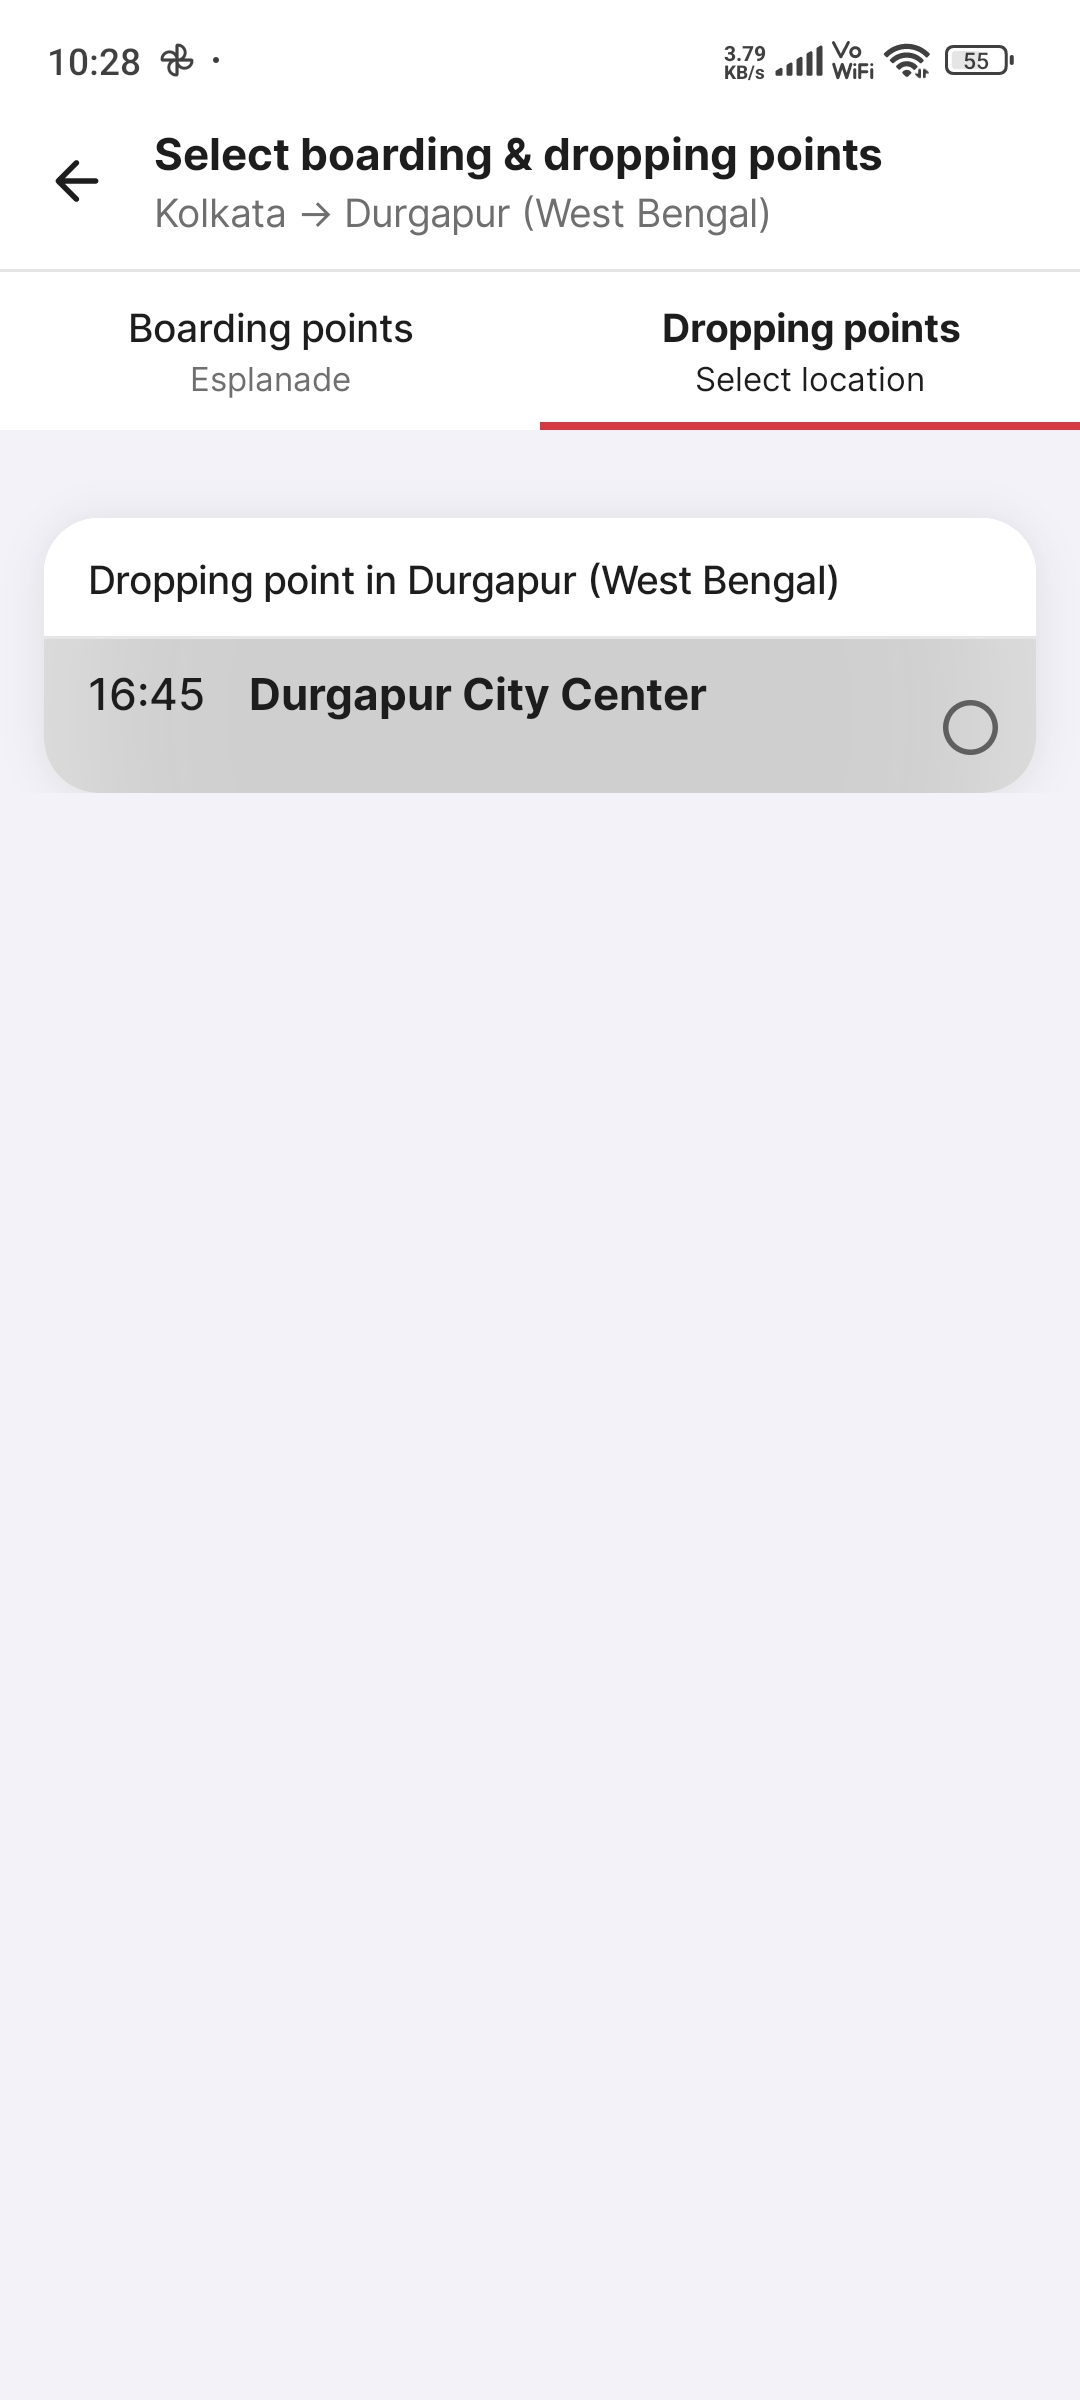 10:28
3.79 KB/s
Vo WiFi
55
Select boarding & dropping points
Kolkata → Durgapur (West Bengal)
Boarding points
Esplanade
Dropping points
Select location
Dropping point in Durgapur (West Bengal)
16:45 Durgapur City Center